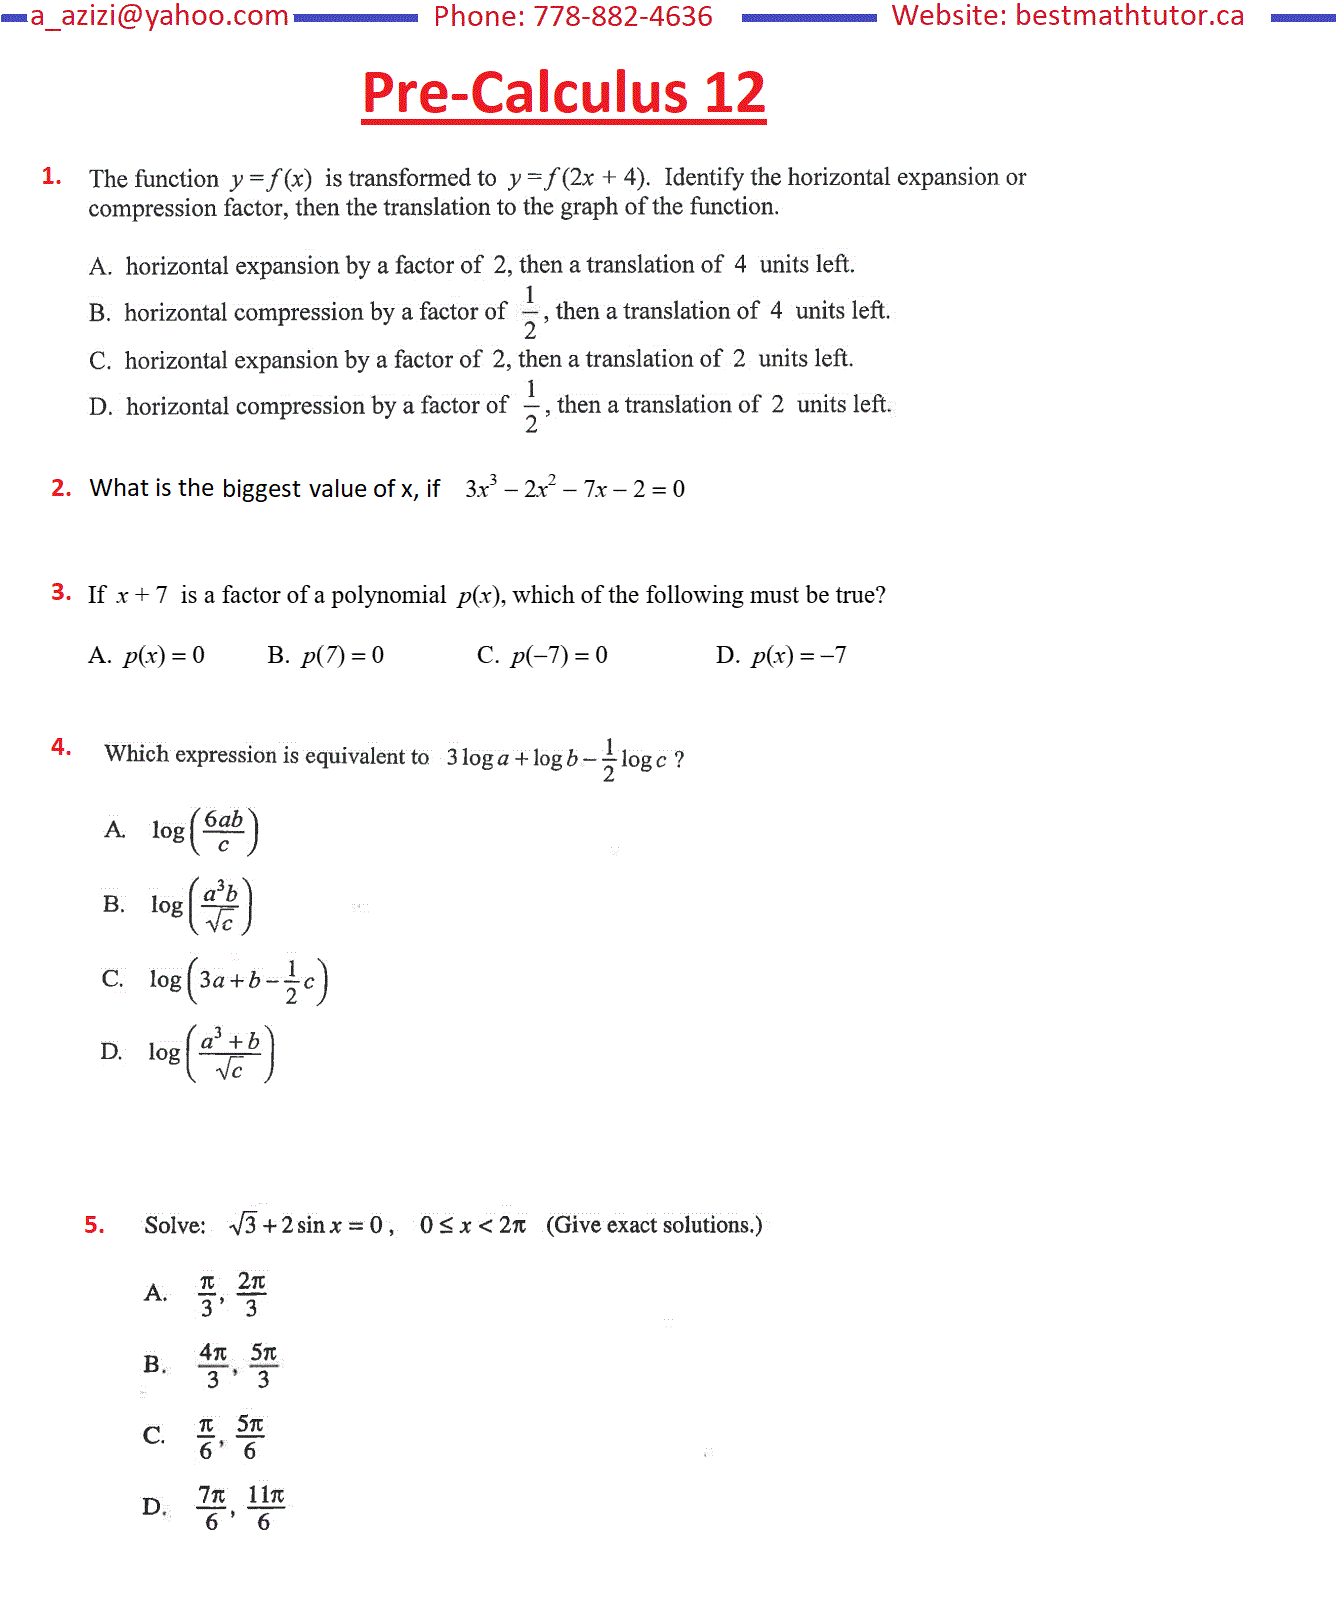 a_azizi@yahoo.com Phone: 778-882-4636 Website: bestmathtutor.ca
Pre-Calculus 12
1. The function y = f(x) is transformed to y = f(2x + 4). Identify the horizontal expansion or
compression factor, then the translation to the graph of the function.
A. horizontal expansion by a factor of 2, then a translation of 4 units left.
B. horizontal compression by a factor of 1/2, then a translation of 4 units left.
C. horizontal expansion by a factor of 2, then a translation of 2 units left.
D. horizontal compression by a factor of 1/2, then a translation of 2 units left.
2. What is the biggest value of x, if 3x³ – 2x² – 7x – 2 = 0
3. If x + 7 is a factor of a polynomial p(x), which of the following must be true?
A. p(x) = 0 B. p(7) = 0 C. p(–7) = 0 D. p(x) = –7
4. Which expression is equivalent to 3 log a + log b – 1/2 log c ?
A. log(6ab/c)
B. log(a³b/√c)
C. log(3a + b – 1/2 c)
D. log((a³ + b)/√c)
5. Solve: √3 + 2 sin x = 0, 0 ≤ x < 2π (Give exact solutions.)
A. π/3, 2π/3
B. 4π/3, 5π/3
C. π/6, 5π/6
D. 7π/6, 11π/6